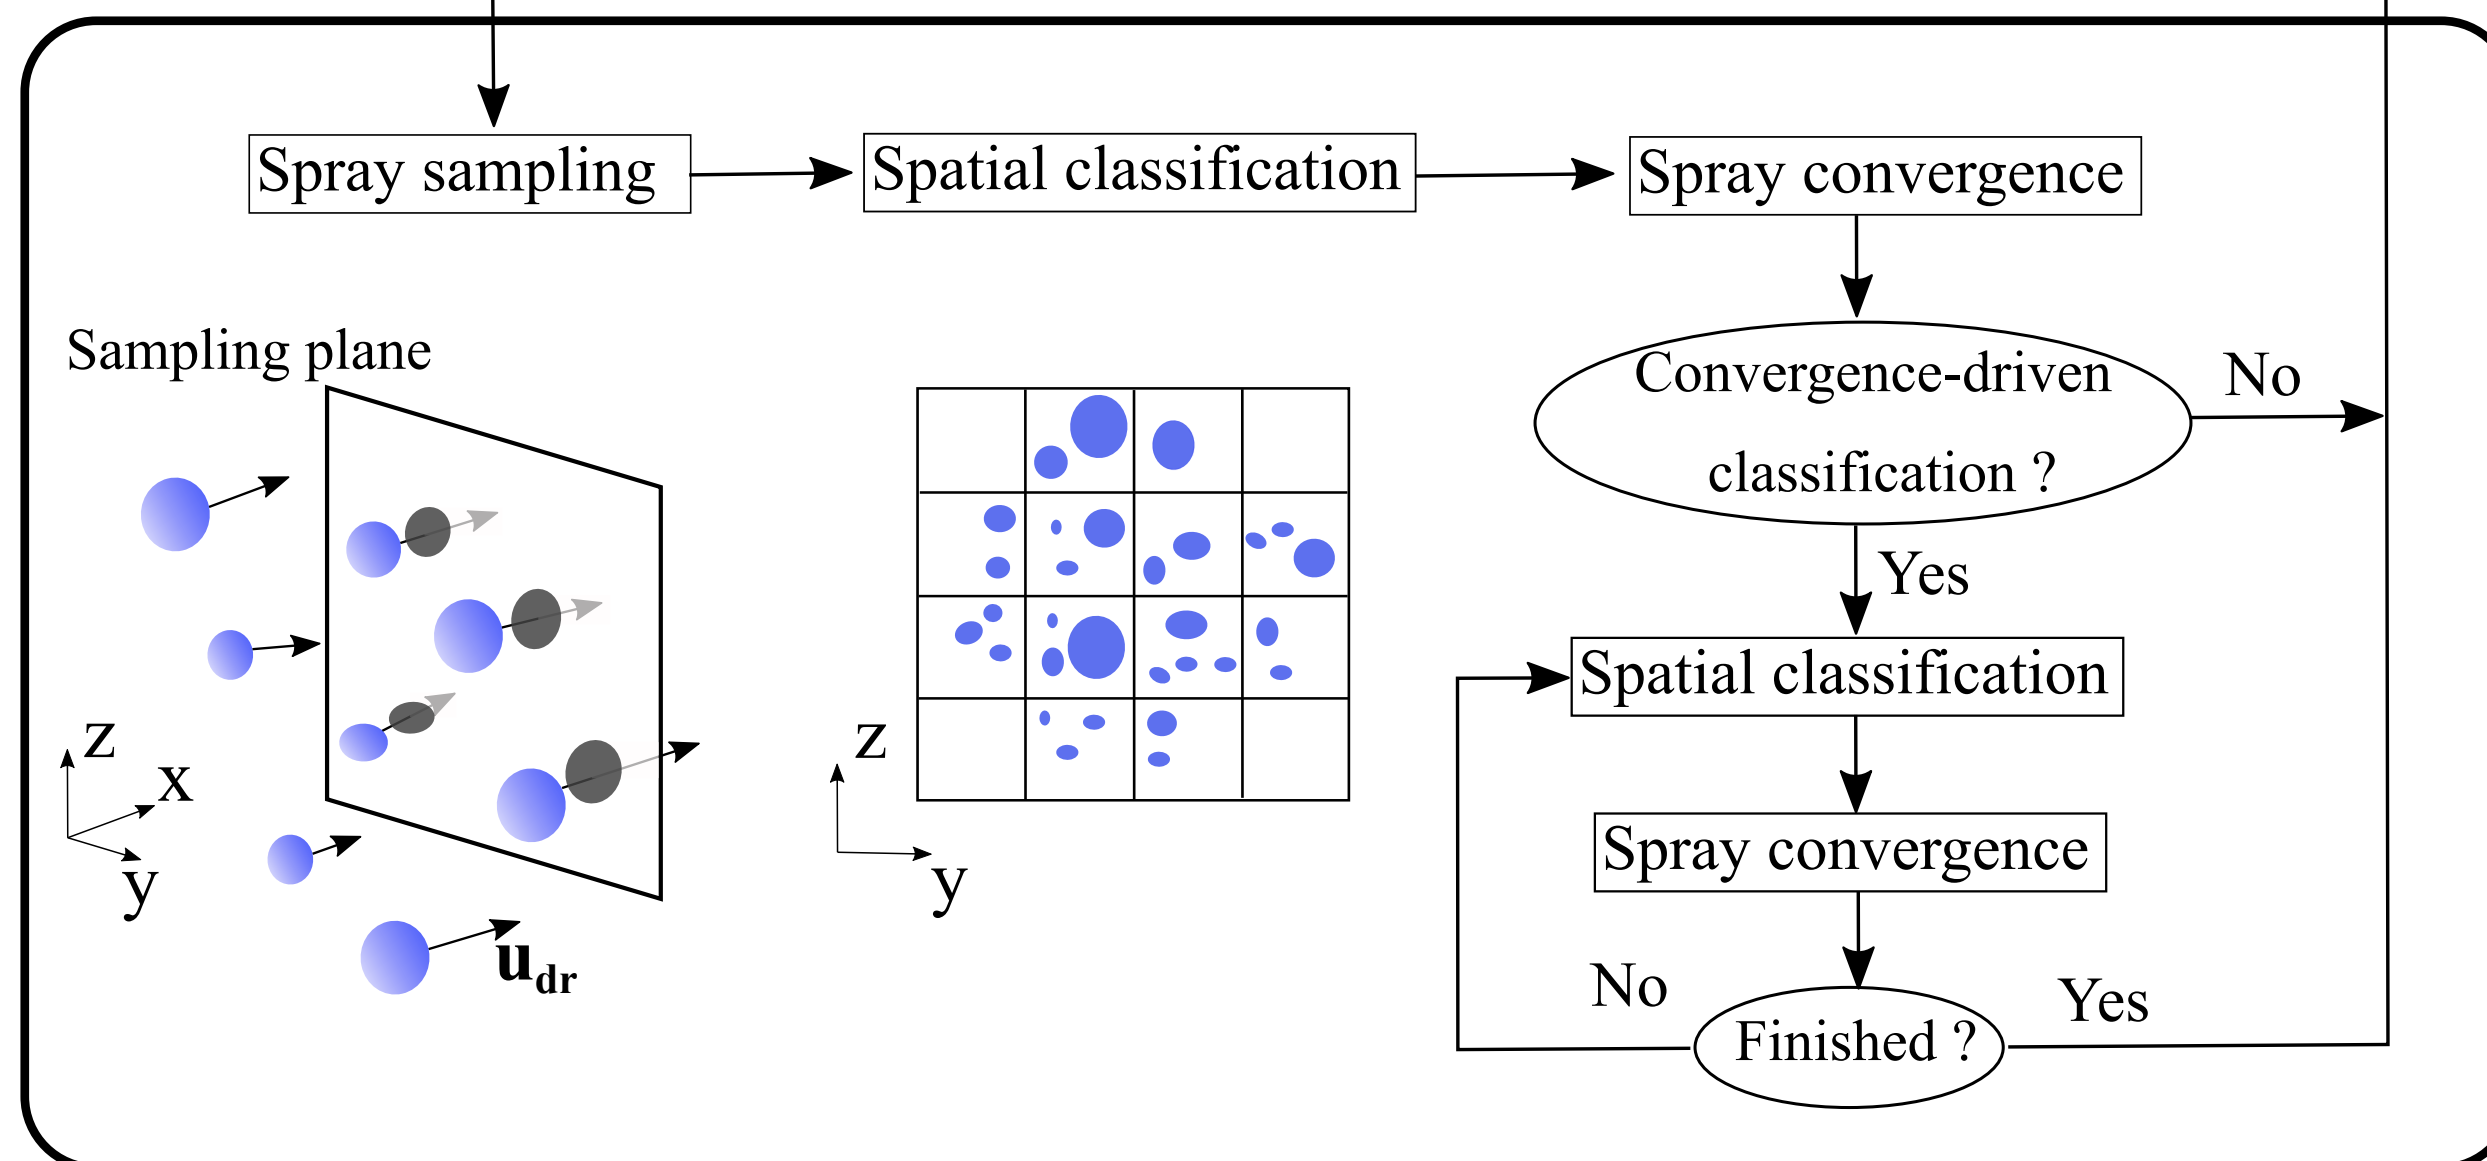 Spray sampling
Spatial classification
Spray convergence
Sampling plane
Convergence-driven
classification ?
No
Yes
Spatial classification
Spray convergence
No
Finished ?
Yes
z
x
y
u_dr
z
y